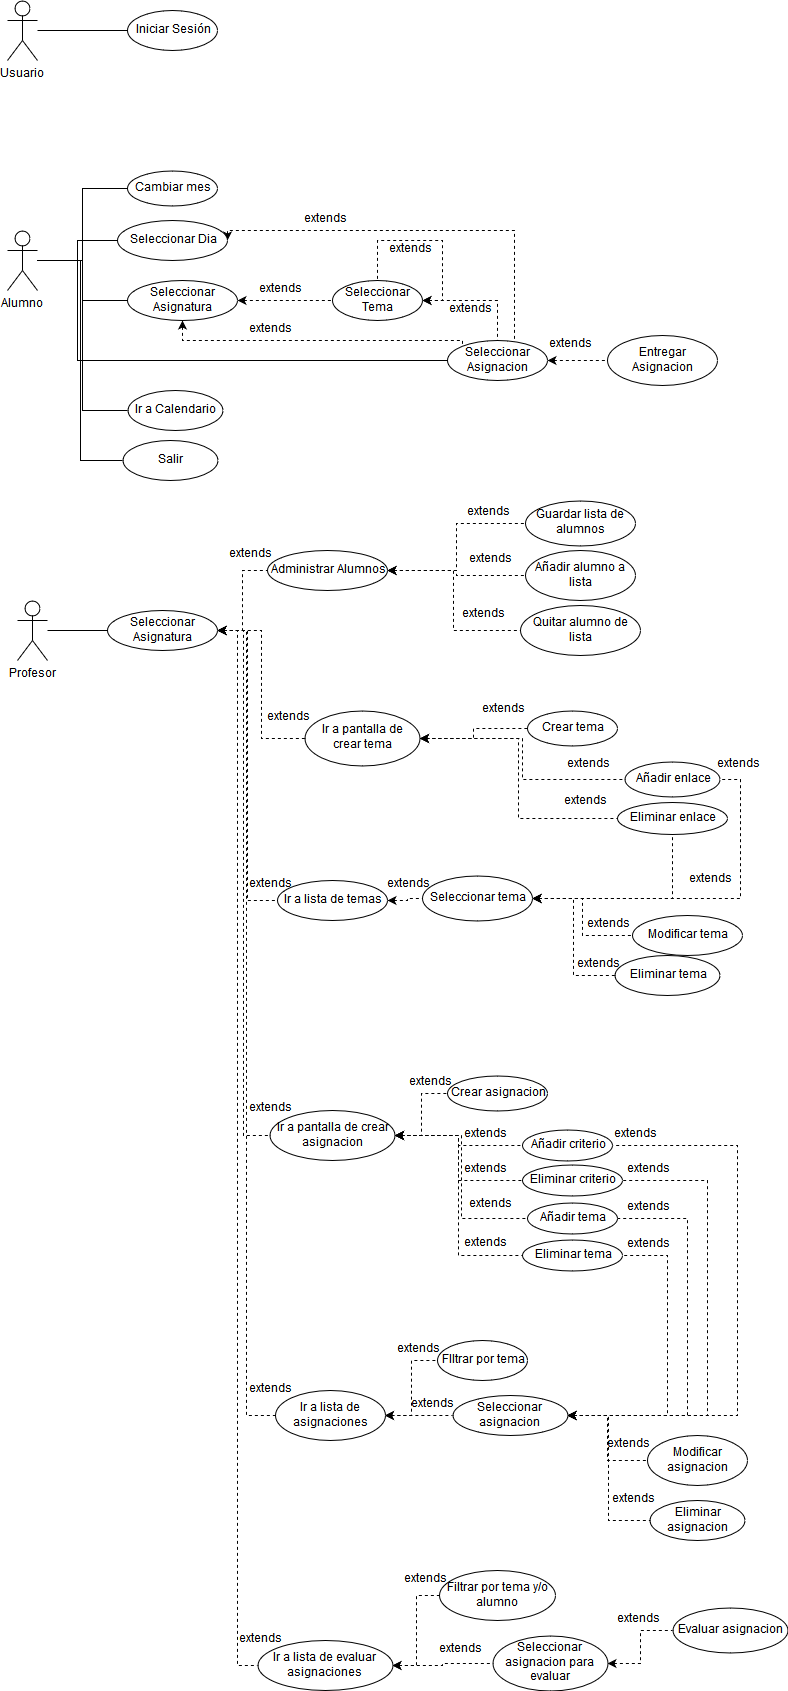 Iniciar Sesión
Usuario
Cambiar mes
extends
Seleccionar Dia
extends
Alumno
Seleccionar
Asignatura
extends
Seleccionar
Tema
extends
extends
Seleccionar
Asignacion
extends
Entregar
Asignacion
Ir a Calendario
Salir
extends
Guardar lista de
alumnos
extends
Administrar Alumnos
extends
Añadir alumno a
lista
extends
Quitar alumno de
lista
Seleccionar
Asignatura
Profesor
extends
Ir a pantalla de
crear tema
extends
Crear tema
extends
Añadir enlace
extends
extends
Eliminar enlace
extends
Ir a lista de temas
extends
Seleccionar tema
extends
extends
Modificar tema
extends
Eliminar tema
extends
Crear asignacion
extends
Ir a pantalla de crear
asignacion
extends
Añadir criterio
extends
extends
Eliminar criterio
extends
extends
Añadir tema
extends
extends
Eliminar tema
extends
extends
FIltrar por tema
extends
Ir a lista de
asignaciones
extends
Seleccionar
asignacion
extends
Modificar
asignacion
extends
Eliminar
asignacion
extends
Filtrar por tema y/o
alumno
extends
Ir a lista de evaluar
asignaciones
extends
Seleccionar
asignacion para
evaluar
extends
Evaluar asignacion